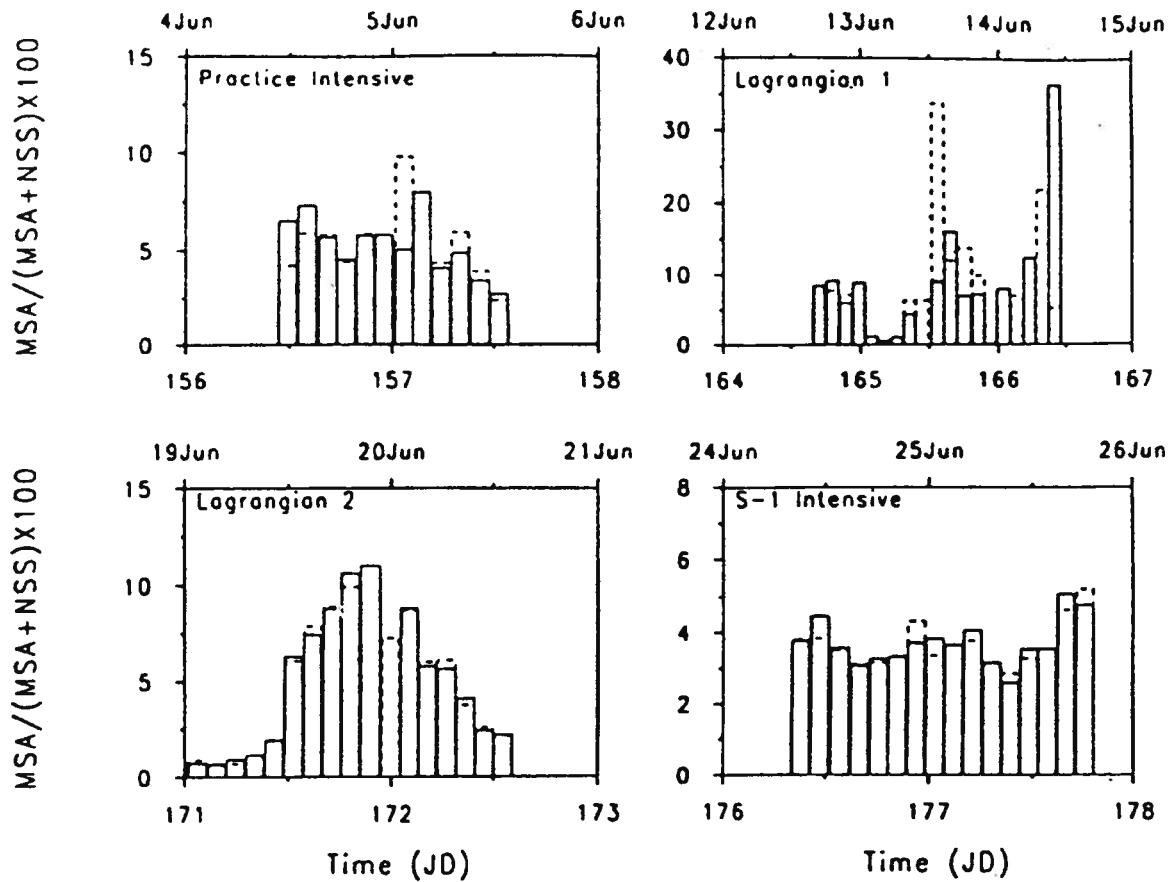 4Jun 5Jun 6Jun
12Jun 13Jun 14Jun 15Jun
MSA/(MSA+NSS)X100
15
10
5
0
Practice Intensive
156 157 158
40
30
20
10
0
Lagrangian 1
164 165 166 167
19Jun 20Jun 21Jun
24Jun 25Jun 26Jun
MSA/(MSA+NSS)X100
15
10
5
0
Lagrangian 2
171 172 173
Time (JD)
8
6
4
2
0
S-1 Intensive
176 177 178
Time (JD)